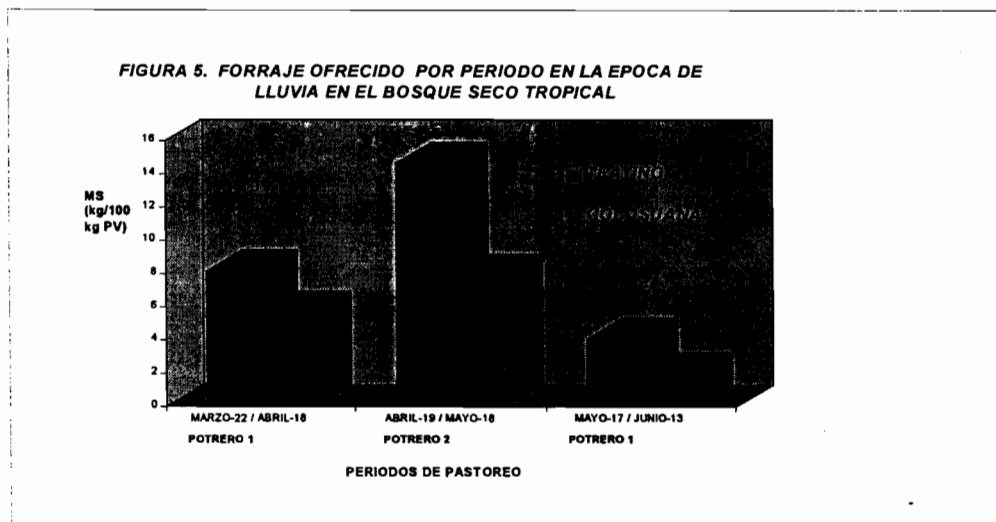 FIGURA 5. FORRAJE OFRECIDO POR PERIODO EN LA EPOCA DE
LLUVIA EN EL BOSQUE SECO TROPICAL
MS
(kg/100
kg PV)
16
14
12
10
8
6
4
2
0
MARZO-22 / ABRIL-18
ABRIL-19 / MAYO-16
MAYO-17 / JUNIO-13
POTRERO 1
POTRERO 2
POTRERO 1
PERIODOS DE PASTOREO